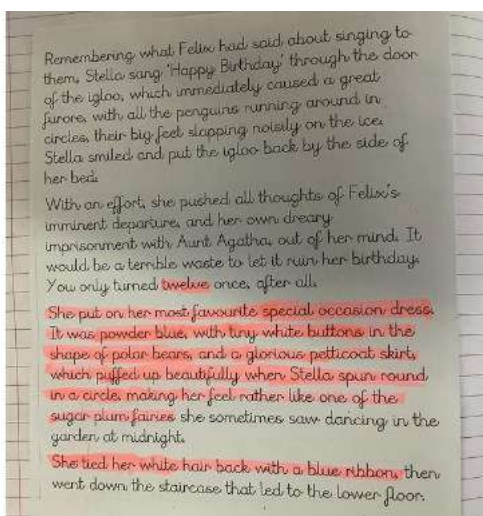 Remembering what Felix had said about singing to
them, Stella sang 'Happy Birthday' through the door
of the igloo, which immediately caused a great
furore, with all the penguins running around in
circles, their big feet slapping noisily on the ice.
Stella smiled and put the igloo back by the side of
her bed.
With an effort, she pushed all thoughts of Felix's
imminent departure, and her own dreary
imprisonment with Aunt Agatha, out of her mind. It
would be a terrible waste to let it ruin her birthday.
You only turned twelve once, after all.
She put on her most favourite special occasion dress.
It was powder blue, with tiny white buttons in the
shape of polar bears, and a glorious petticoat skirt,
which puffed up beautifully when Stella spun round
in a circle, making her feel rather like one of the
sugar plum fairies she sometimes saw dancing in the
garden at midnight.
She tied her white hair back with a blue ribbon, then
went down the staircase that led to the lower floor.